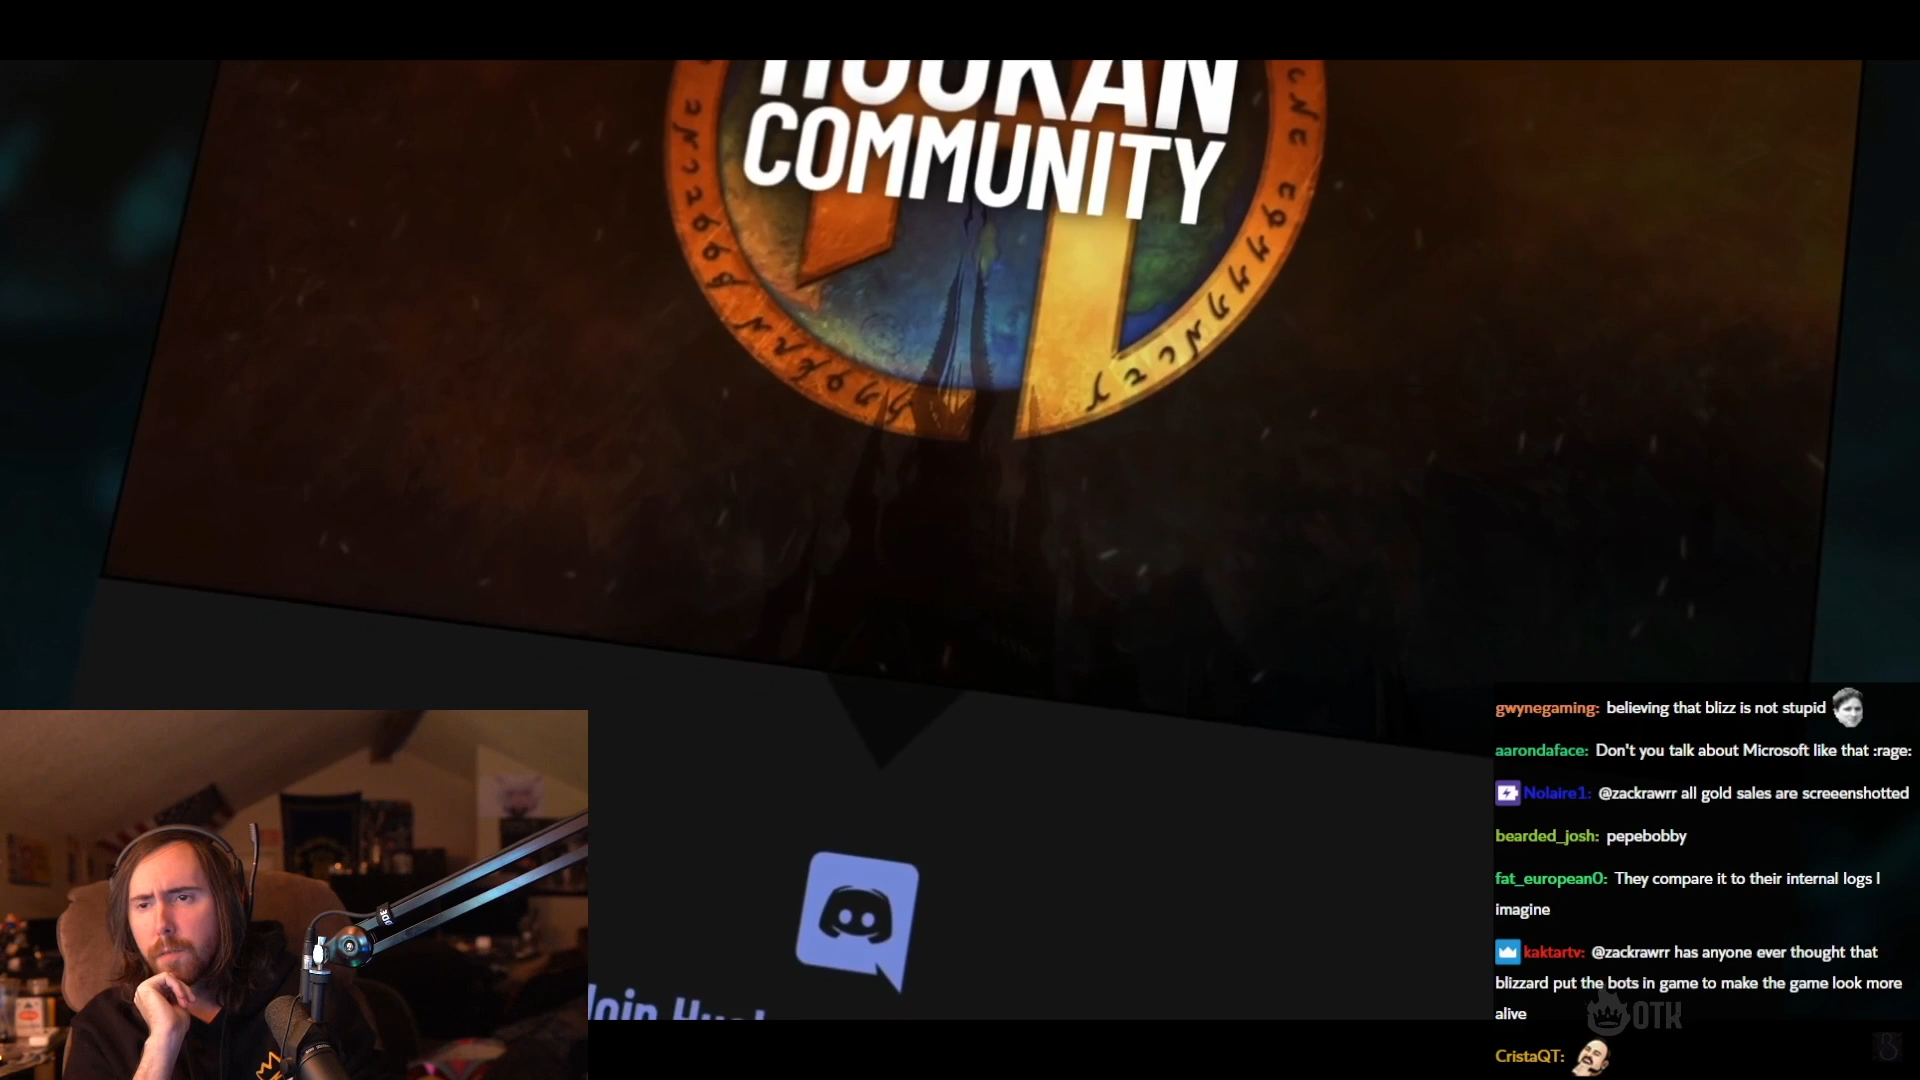 COMMUNITY
gwynegaming: believing that blizz is not stupid
aarondaface: Don't you talk about Microsoft like that :rage:
Nolaire1: @zackrawrr all gold sales are screeenshotted
bearded_josh: pepebobby
fat_european0: They compare it to their internal logs I
imagine
kaktartv: @zackrawrr has anyone ever thought that
blizzard put the bots in game to make the game look more
alive
OTK
CristaQT:
Join